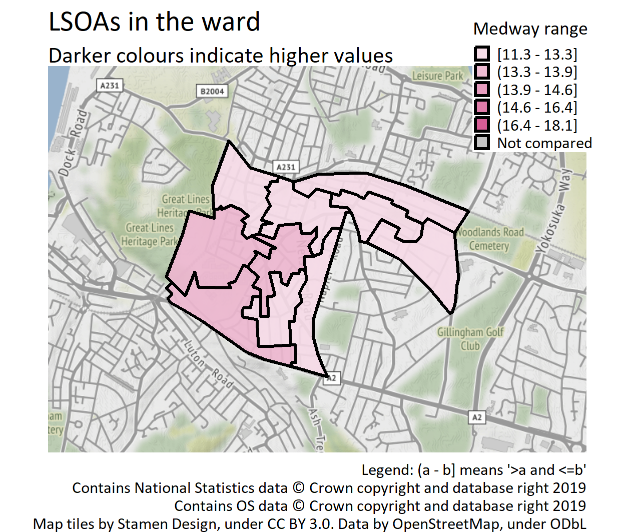 LSOAs in the ward
Darker colours indicate higher values
Medway range
[11.3 - 13.3]
(13.3 - 13.9]
(13.9 - 14.6]
(14.6 - 16.4]
(16.4 - 18.1]
Not compared
A231
B2004
Leisure Park
Dock Road
A231
Great Lines
Great Lines
Heritage Park
Woodlands Road
Cemetery
Yokosuka Way
Gillingham Golf
Club
Luton Road
A2
A2
Legend: (a - b] means '>a and <=b'
Contains National Statistics data © Crown copyright and database right 2019
Contains OS data © Crown copyright and database right 2019
Map tiles by Stamen Design, under CC BY 3.0. Data by OpenStreetMap, under ODbL